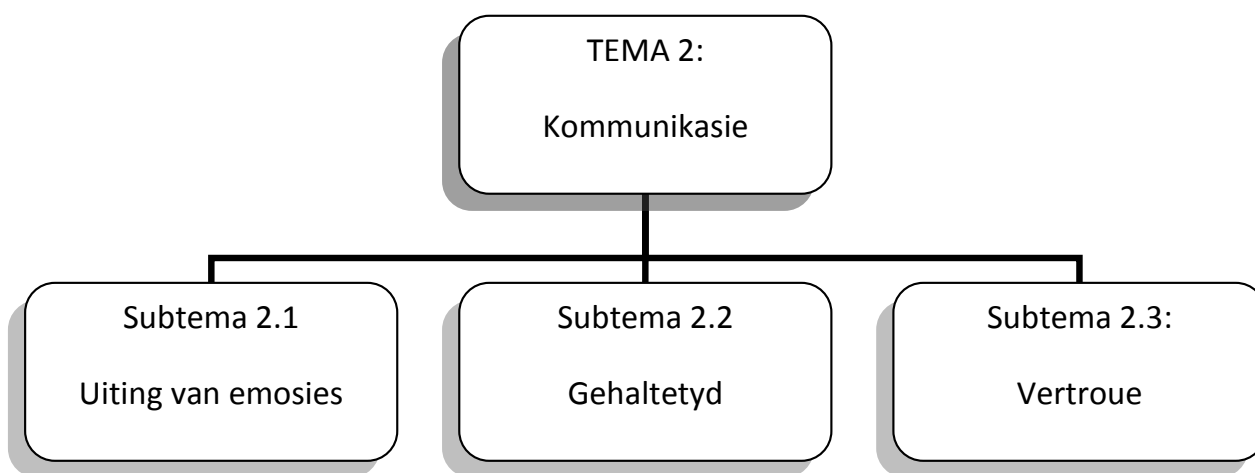 TEMA 2:
Kommunikasie
Subtema 2.1
Uiting van emosies
Subtema 2.2
Gehaltetyd
Subtema 2.3:
Vertroue